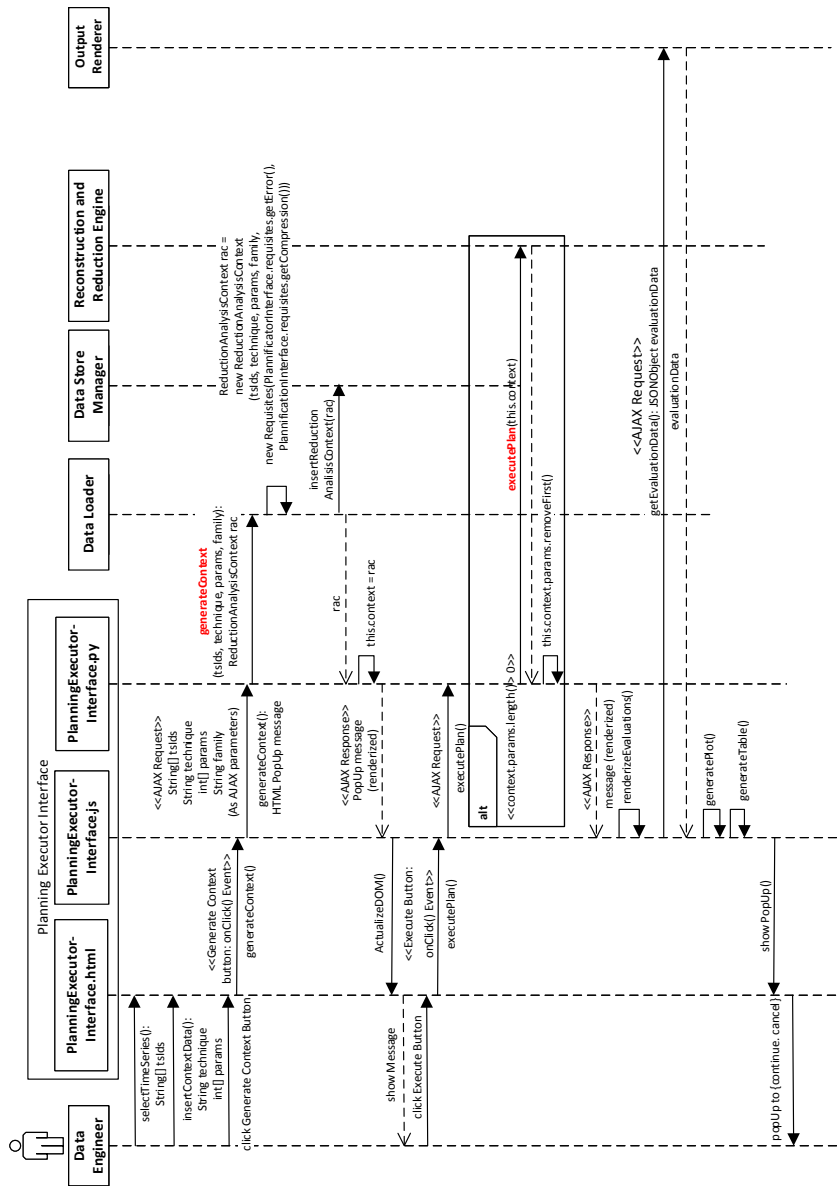 Planning Executor Interface
Data
Engineer
PlanningExecutor-
Interface.html
PlanningExecutor-
Interface.js
PlanningExecutor-
Interface.py
Data Loader
Data Store
Manager
Reconstruction and
Reduction Engine
Output
Renderer
selectTimeSeries():
String[] tsIds
insertContextData():
String technique
int[] params
click Generate Context Button
<<Generate Context
button: onClick() Event>>
generateContext()
<<AJAX Request>>
String[] tsIds
String technique
int[] params
String family
(As AJAX parameters)
generateContext():
HTML PopUp message
generateContext
(tsIds, technique, params, family):
ReductionAnalysisContext rac
ReductionAnalysisContext rac =
new ReductionAnalysisContext
(tsIds, technique, params, family,
new Requisites(PlannificatorInterface.requisites.getError(),
PlannificationInterface.requisites.getCompression()))
insertReduction
AnalisisContext(rac)
rac
this.context = rac
<<AJAX Response>>
PopUp message
(renderized)
ActualizeDOM()
show Message
click Execute Button
<<Execute Button:
onClick() Event>>
executePlan()
<<AJAX Request>>
executePlan()
alt
<<context.params.length() > 0>>
executePlan(this.context)
this.context.params.removeFirst()
<<AJAX Response>>
message (renderized)
renderizeEvaluations()
<<AJAX Request>>
getEvaluationData(): JSONObject evaluationData
evaluationData
generatePlot()
generateTable()
show PopUp()
popUp to {continue. cancel}